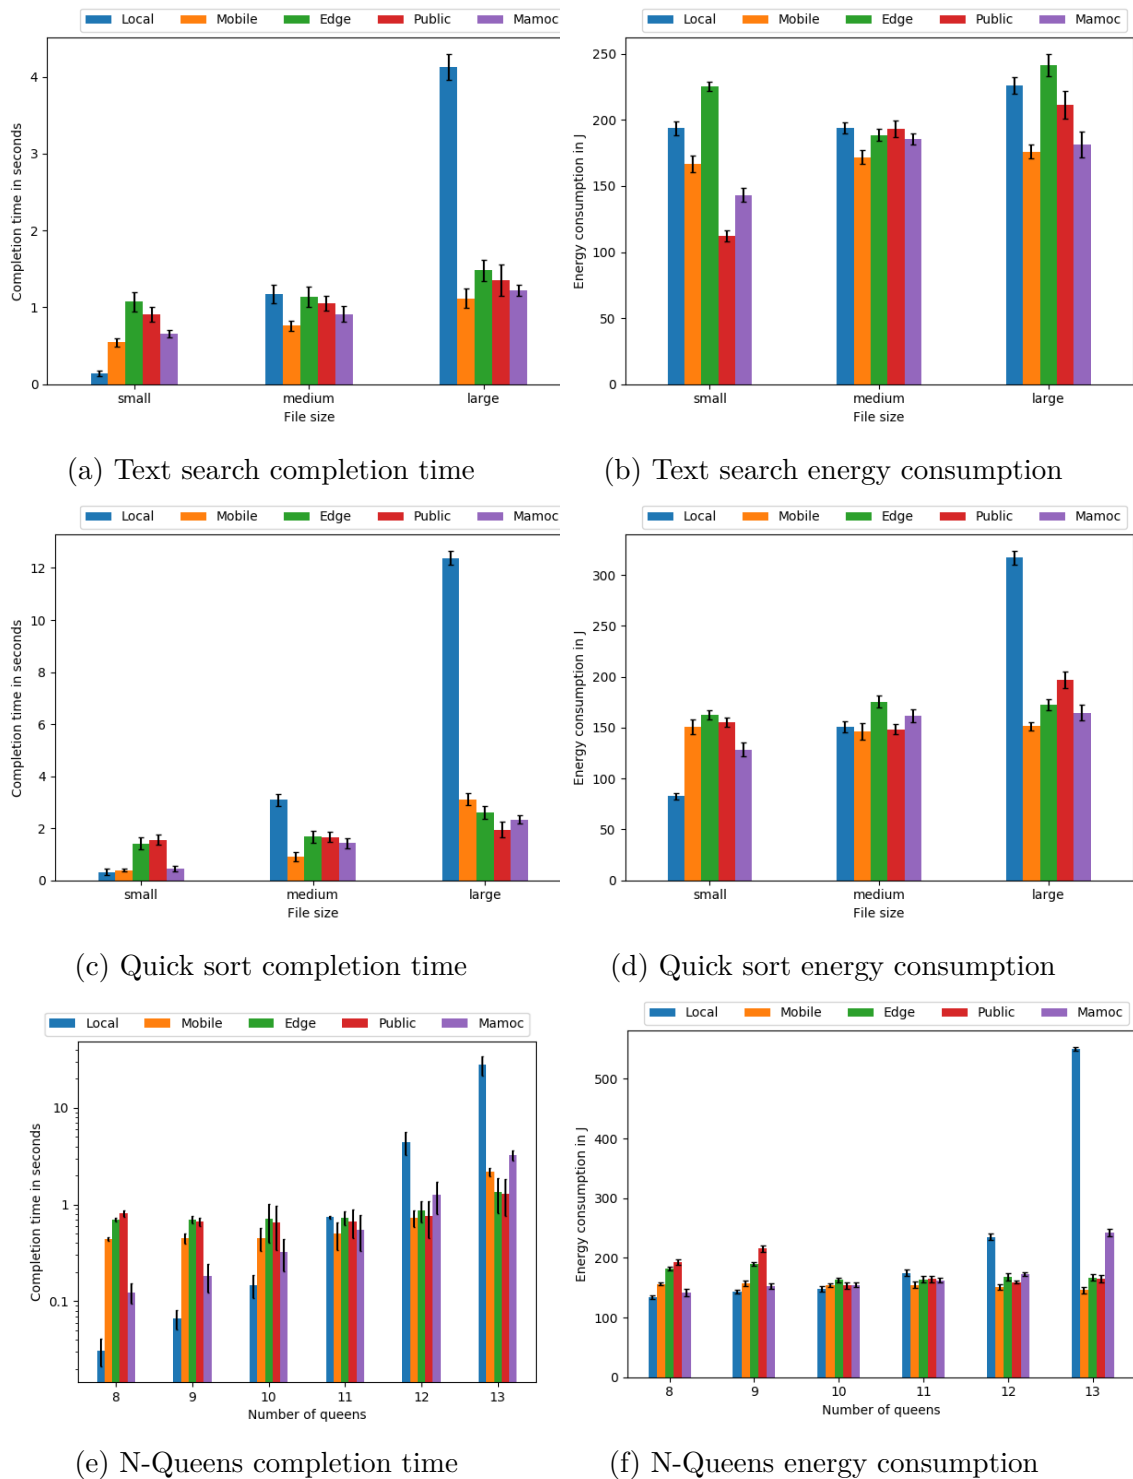 Local Mobile Edge Public Mamoc
Completion time in seconds
4
3
2
1
0
small medium large
File size
(a) Text search completion time
Local Mobile Edge Public Mamoc
Energy consumption in J
250
200
150
100
50
0
small medium large
File size
(b) Text search energy consumption
Local Mobile Edge Public Mamoc
Completion time in seconds
12
10
8
6
4
2
0
small medium large
File size
(c) Quick sort completion time
Local Mobile Edge Public Mamoc
Energy consumption in J
300
250
200
150
100
50
0
small medium large
File size
(d) Quick sort energy consumption
Local Mobile Edge Public Mamoc
Completion time in seconds
10
1
0.1
8 9 10 11 12 13
Number of queens
(e) N-Queens completion time
Local Mobile Edge Public Mamoc
Energy consumption in J
500
400
300
200
100
0
8 9 10 11 12 13
Number of queens
(f) N-Queens energy consumption